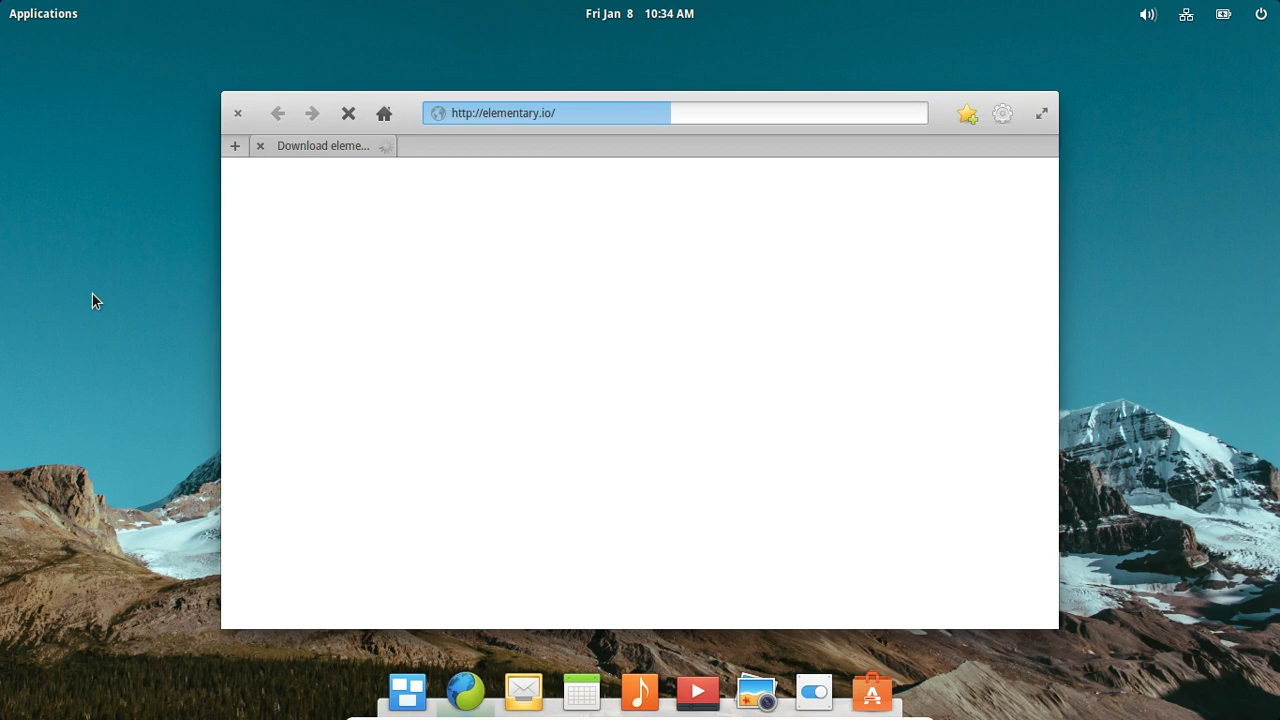 Applications
Fri Jan 8 10:34 AM
http://elementary.io/
Download eleme...